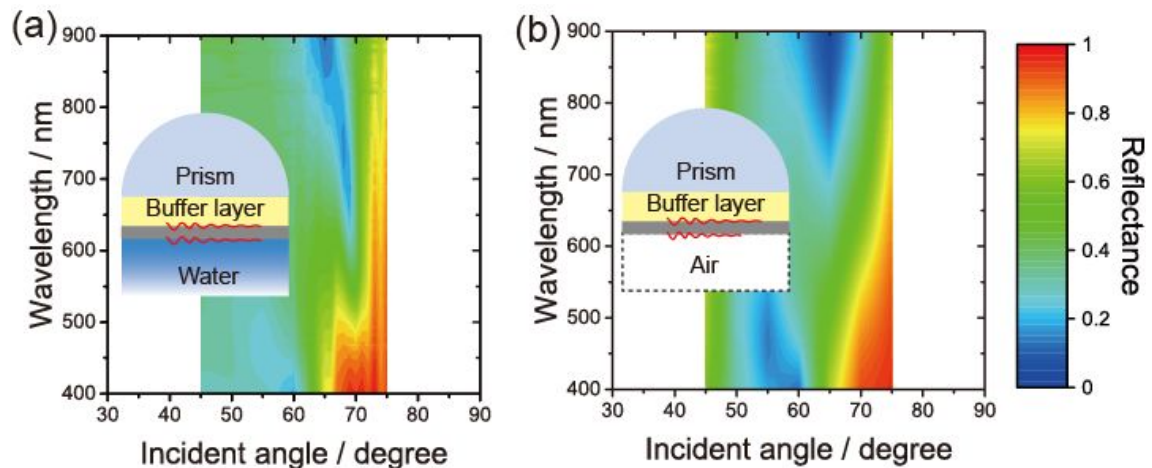 (a)
900
800
700
600
500
400
Wavelength / nm
Prism
Buffer layer
Water
30 40 50 60 70 80 90
Incident angle / degree
(b)
900
800
700
600
500
400
Wavelength / nm
Prism
Buffer layer
Air
30 40 50 60 70 80 90
Incident angle / degree
1
0.8
0.6
0.4
0.2
0
Reflectance